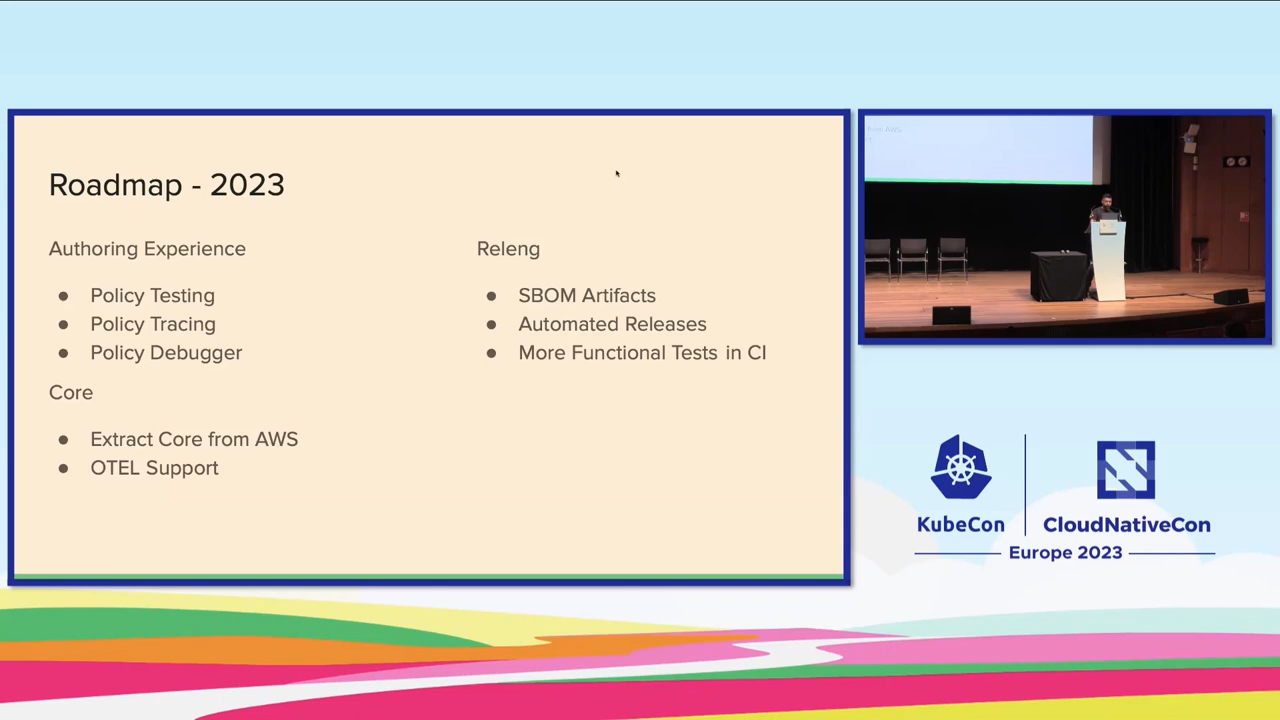 Roadmap - 2023
Authoring Experience
● Policy Testing
● Policy Tracing
● Policy Debugger
Core
● Extract Core from AWS
● OTEL Support
Releng
● SBOM Artifacts
● Automated Releases
● More Functional Tests in CI
KubeCon
CloudNativeCon
Europe 2023